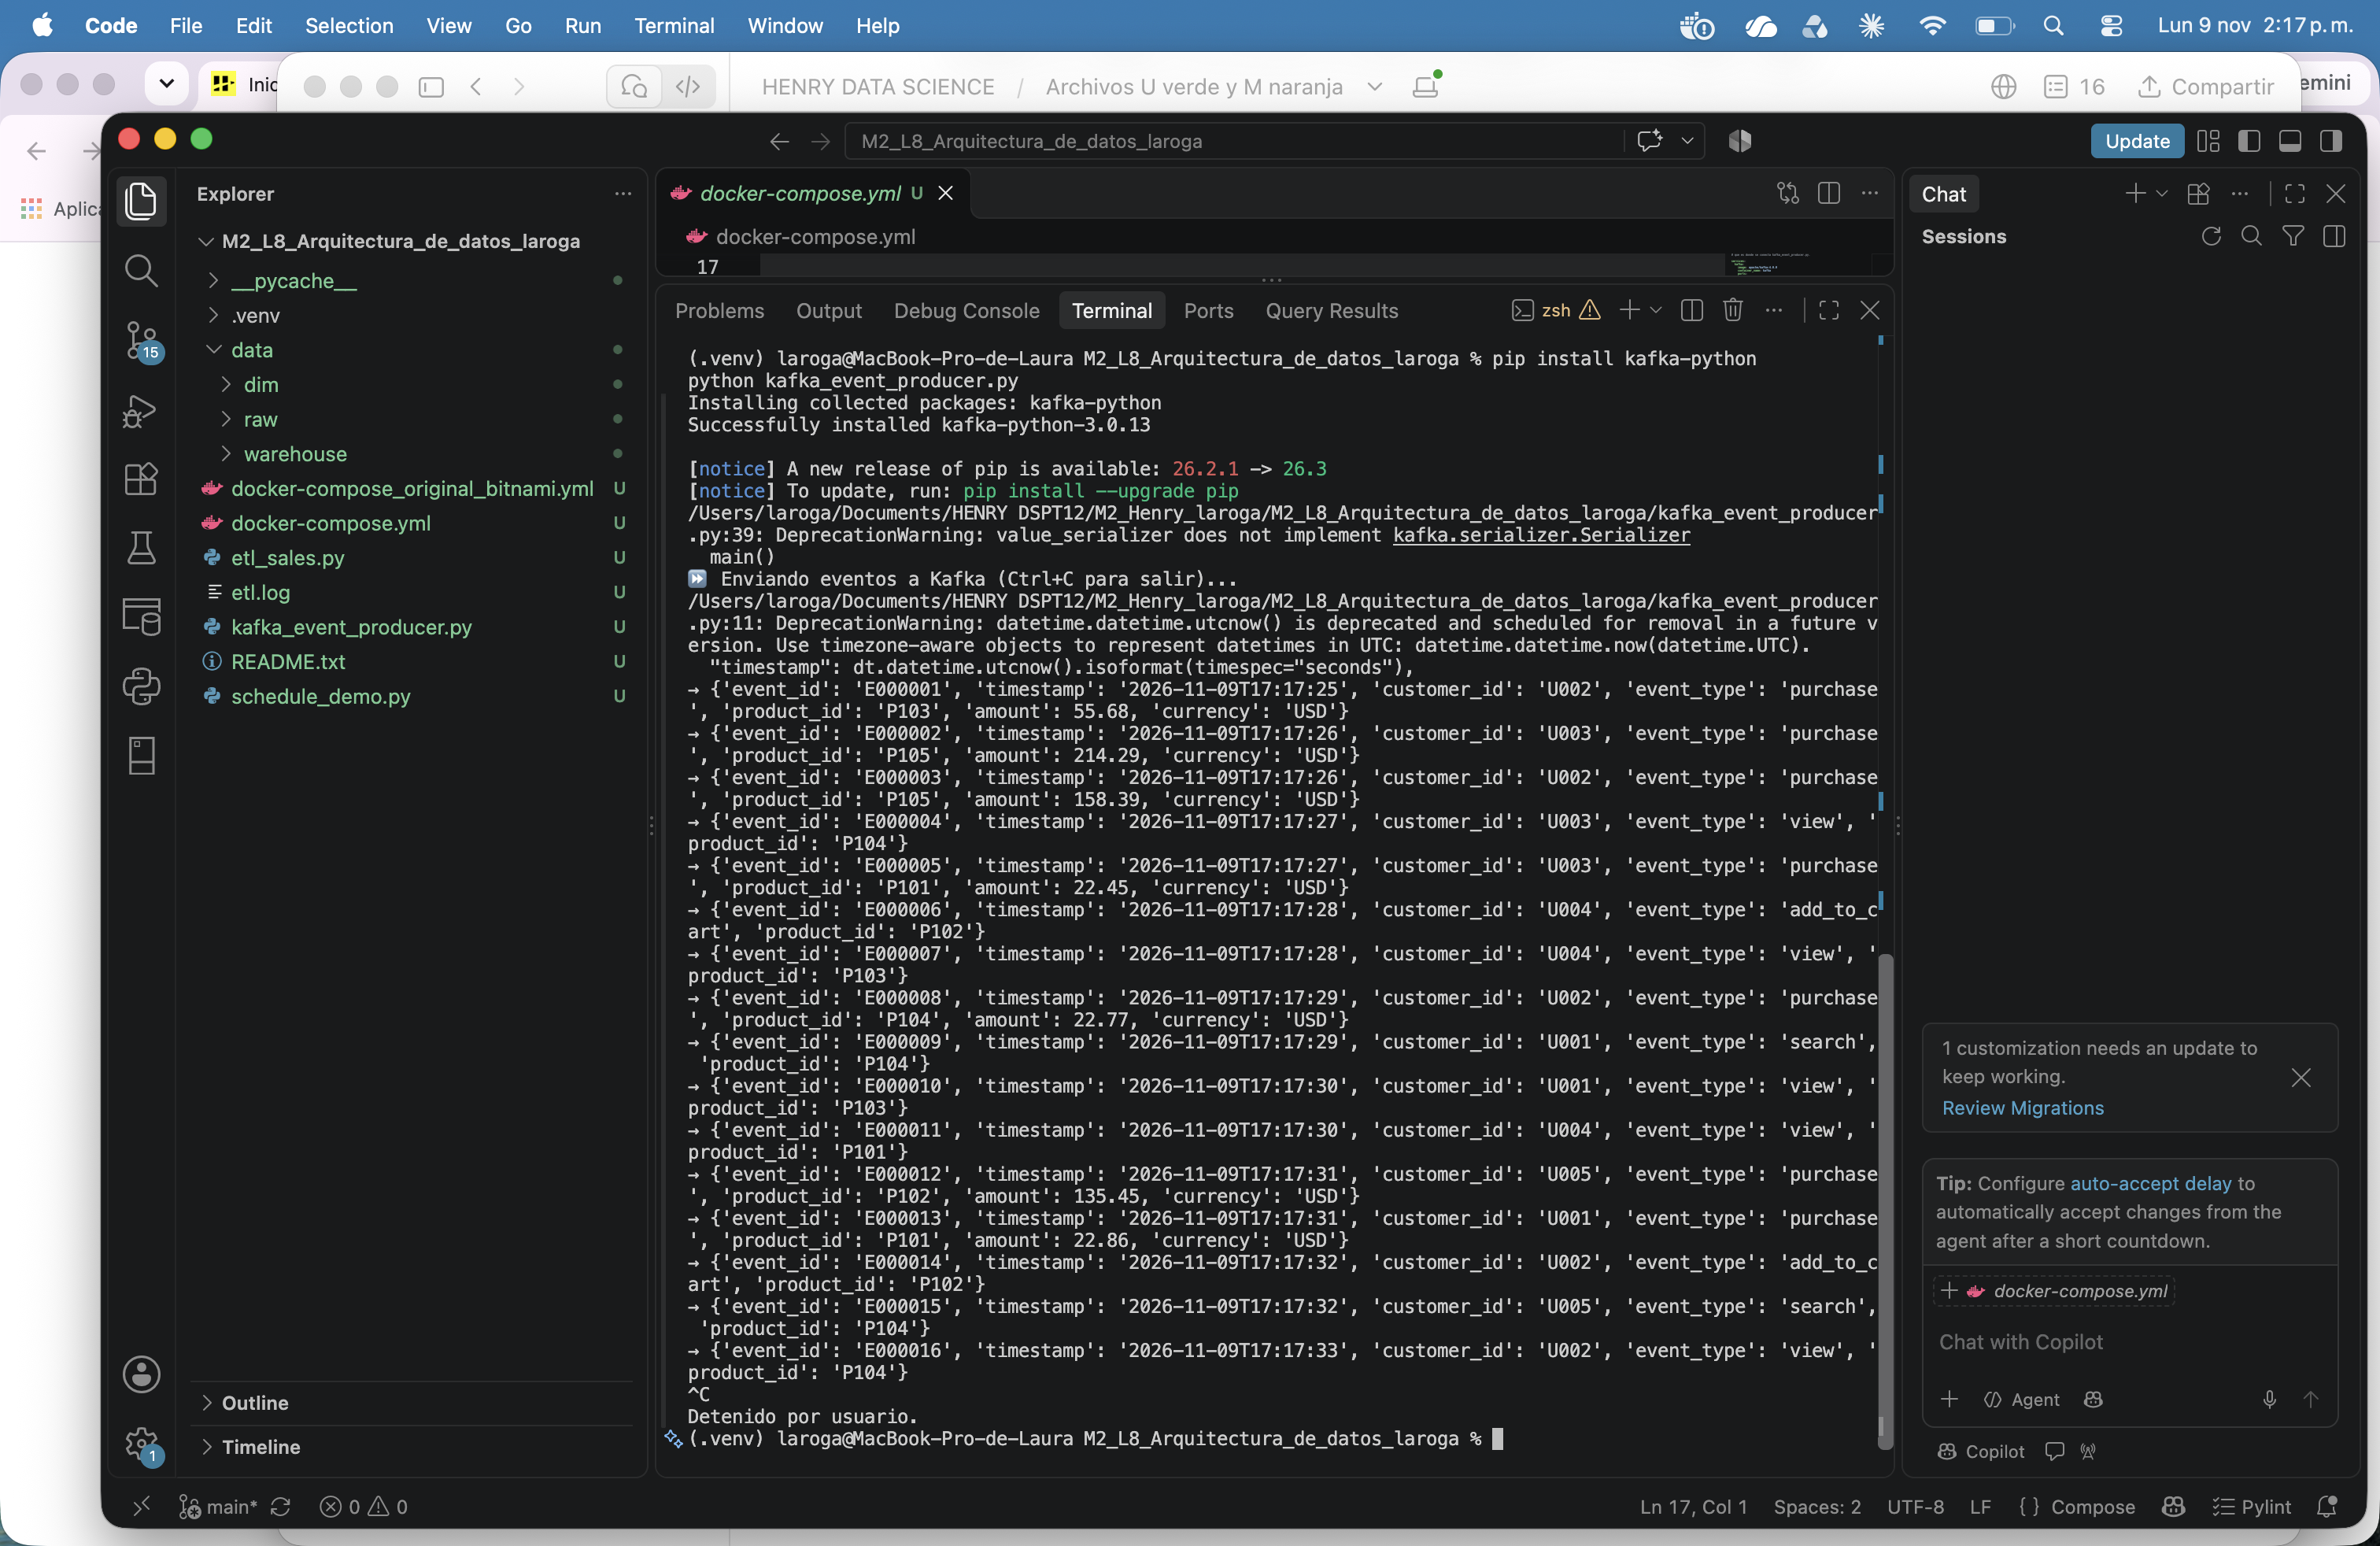 Code File Edit Selection View Go Run Terminal Window Help
Lun 9 nov 2:17 p.m.
Inic
HENRY DATA SCIENCE / Archivos U verde y M naranja
16 Compartir
emini
M2_L8_Arquitectura_de_datos_laroga
Update
Aplica
Explorer
M2_L8_Arquitectura_de_datos_laroga
__pycache__
.venv
data
dim
raw
warehouse
docker-compose_original_bitnami.yml U
docker-compose.yml U
etl_sales.py U
etl.log U
kafka_event_producer.py U
README.txt U
schedule_demo.py U
15
Outline
Timeline
1
docker-compose.yml U
docker-compose.yml
17
Problems Output Debug Console Terminal Ports Query Results
zsh
(.venv) laroga@MacBook-Pro-de-Laura M2_L8_Arquitectura_de_datos_laroga % pip install kafka-python
python kafka_event_producer.py
Installing collected packages: kafka-python
Successfully installed kafka-python-3.0.13
[notice] A new release of pip is available: 26.2.1 -> 26.3
[notice] To update, run: pip install --upgrade pip
/Users/laroga/Documents/HENRY DSPT12/M2_Henry_laroga/M2_L8_Arquitectura_de_datos_laroga/kafka_event_producer
.py:39: DeprecationWarning: value_serializer does not implement kafka.serializer.Serializer
main()
⏩ Enviando eventos a Kafka (Ctrl+C para salir)...
/Users/laroga/Documents/HENRY DSPT12/M2_Henry_laroga/M2_L8_Arquitectura_de_datos_laroga/kafka_event_producer
.py:11: DeprecationWarning: datetime.datetime.utcnow() is deprecated and scheduled for removal in a future v
ersion. Use timezone-aware objects to represent datetimes in UTC: datetime.datetime.now(datetime.UTC).
"timestamp": dt.datetime.utcnow().isoformat(timespec="seconds"),
→ {'event_id': 'E000001', 'timestamp': '2026-11-09T17:17:25', 'customer_id': 'U002', 'event_type': 'purchase
', 'product_id': 'P103', 'amount': 55.68, 'currency': 'USD'}
→ {'event_id': 'E000002', 'timestamp': '2026-11-09T17:17:26', 'customer_id': 'U003', 'event_type': 'purchase
', 'product_id': 'P105', 'amount': 214.29, 'currency': 'USD'}
→ {'event_id': 'E000003', 'timestamp': '2026-11-09T17:17:26', 'customer_id': 'U002', 'event_type': 'purchase
', 'product_id': 'P105', 'amount': 158.39, 'currency': 'USD'}
→ {'event_id': 'E000004', 'timestamp': '2026-11-09T17:17:27', 'customer_id': 'U003', 'event_type': 'view', '
product_id': 'P104'}
→ {'event_id': 'E000005', 'timestamp': '2026-11-09T17:17:27', 'customer_id': 'U003', 'event_type': 'purchase
', 'product_id': 'P101', 'amount': 22.45, 'currency': 'USD'}
→ {'event_id': 'E000006', 'timestamp': '2026-11-09T17:17:28', 'customer_id': 'U004', 'event_type': 'add_to_c
art', 'product_id': 'P102'}
→ {'event_id': 'E000007', 'timestamp': '2026-11-09T17:17:28', 'customer_id': 'U004', 'event_type': 'view', '
product_id': 'P103'}
→ {'event_id': 'E000008', 'timestamp': '2026-11-09T17:17:29', 'customer_id': 'U002', 'event_type': 'purchase
', 'product_id': 'P104', 'amount': 22.77, 'currency': 'USD'}
→ {'event_id': 'E000009', 'timestamp': '2026-11-09T17:17:29', 'customer_id': 'U001', 'event_type': 'search',
'product_id': 'P104'}
→ {'event_id': 'E000010', 'timestamp': '2026-11-09T17:17:30', 'customer_id': 'U001', 'event_type': 'view', '
product_id': 'P103'}
→ {'event_id': 'E000011', 'timestamp': '2026-11-09T17:17:30', 'customer_id': 'U004', 'event_type': 'view', '
product_id': 'P101'}
→ {'event_id': 'E000012', 'timestamp': '2026-11-09T17:17:31', 'customer_id': 'U005', 'event_type': 'purchase
', 'product_id': 'P102', 'amount': 135.45, 'currency': 'USD'}
→ {'event_id': 'E000013', 'timestamp': '2026-11-09T17:17:31', 'customer_id': 'U001', 'event_type': 'purchase
', 'product_id': 'P101', 'amount': 22.86, 'currency': 'USD'}
→ {'event_id': 'E000014', 'timestamp': '2026-11-09T17:17:32', 'customer_id': 'U002', 'event_type': 'add_to_c
art', 'product_id': 'P102'}
→ {'event_id': 'E000015', 'timestamp': '2026-11-09T17:17:32', 'customer_id': 'U005', 'event_type': 'search',
'product_id': 'P104'}
→ {'event_id': 'E000016', 'timestamp': '2026-11-09T17:17:33', 'customer_id': 'U002', 'event_type': 'view', '
product_id': 'P104'}
^C
Detenido por usuario.
(.venv) laroga@MacBook-Pro-de-Laura M2_L8_Arquitectura_de_datos_laroga %
Chat
Sessions
1 customization needs an update to
keep working.
Review Migrations
Tip: Configure auto-accept delay to
automatically accept changes from the
agent after a short countdown.
docker-compose.yml
Chat with Copilot
Agent
Copilot
main* 0 0
Ln 17, Col 1 Spaces: 2 UTF-8 LF {} Compose Pylint